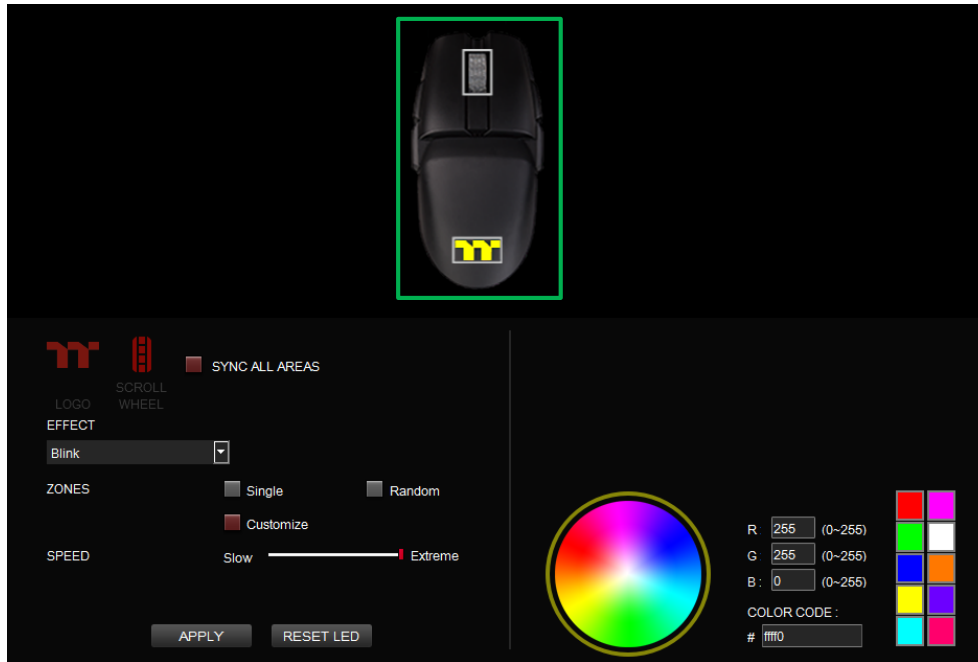 SYNC ALL AREAS
LOGO
SCROLL
WHEEL
EFFECT
Blink
ZONES
Single
Random
Customize
SPEED
Slow
Extreme
APPLY
RESET LED
R: 255 (0~255)
G: 255 (0~255)
B: 0 (0~255)
COLOR CODE :
# ffff0